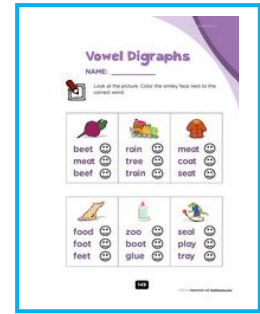 Vowel Digraphs
NAME:
Look at the picture. Color the smiley face next to the
correct word.
beet rain meat
meat tree coat
beef train seat
food zoo seal
foot boot play
feet glue tray
149